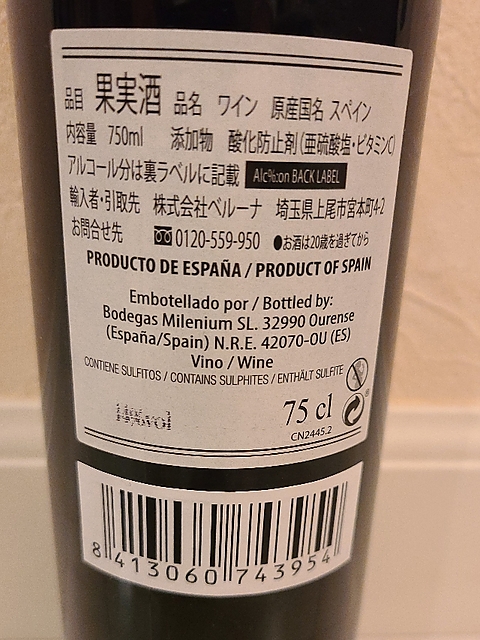 品目 果実酒 品名 ワイン 原産国名 スペイン
内容量 750ml 添加物 酸化防止剤(亜硫酸塩・ビタミンC)
アルコール分は裏ラベルに記載 Alc%:on BACK LABEL
輸入者・引取先 株式会社ベルーナ 埼玉県上尾市宮本町4-2
お問合せ先 0120-559-950 ●お酒は20歳を過ぎてから
PRODUCTO DE ESPAÑA / PRODUCT OF SPAIN
Embotellado por / Bottled by:
Bodegas Milenium SL. 32990 Ourense
(España/Spain) N.R.E. 42070-OU (ES)
Vino / Wine
CONTIENE SULFITOS / CONTAINS SULPHITES / ENTHÄLT SULFITE
75 cl
CN2445.2
8 413060 743954